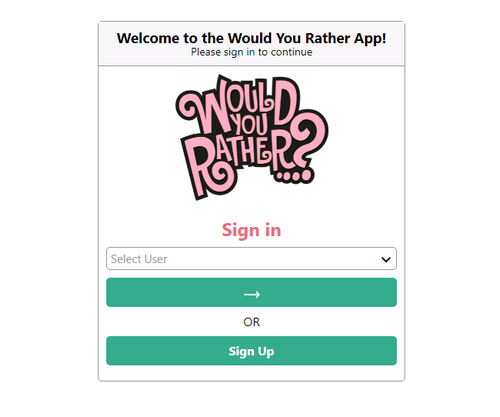 Welcome to the Would You Rather App!
Please sign in to continue
WOULD
YOU
RATHER...?
Sign in
Select User
→
OR
Sign Up